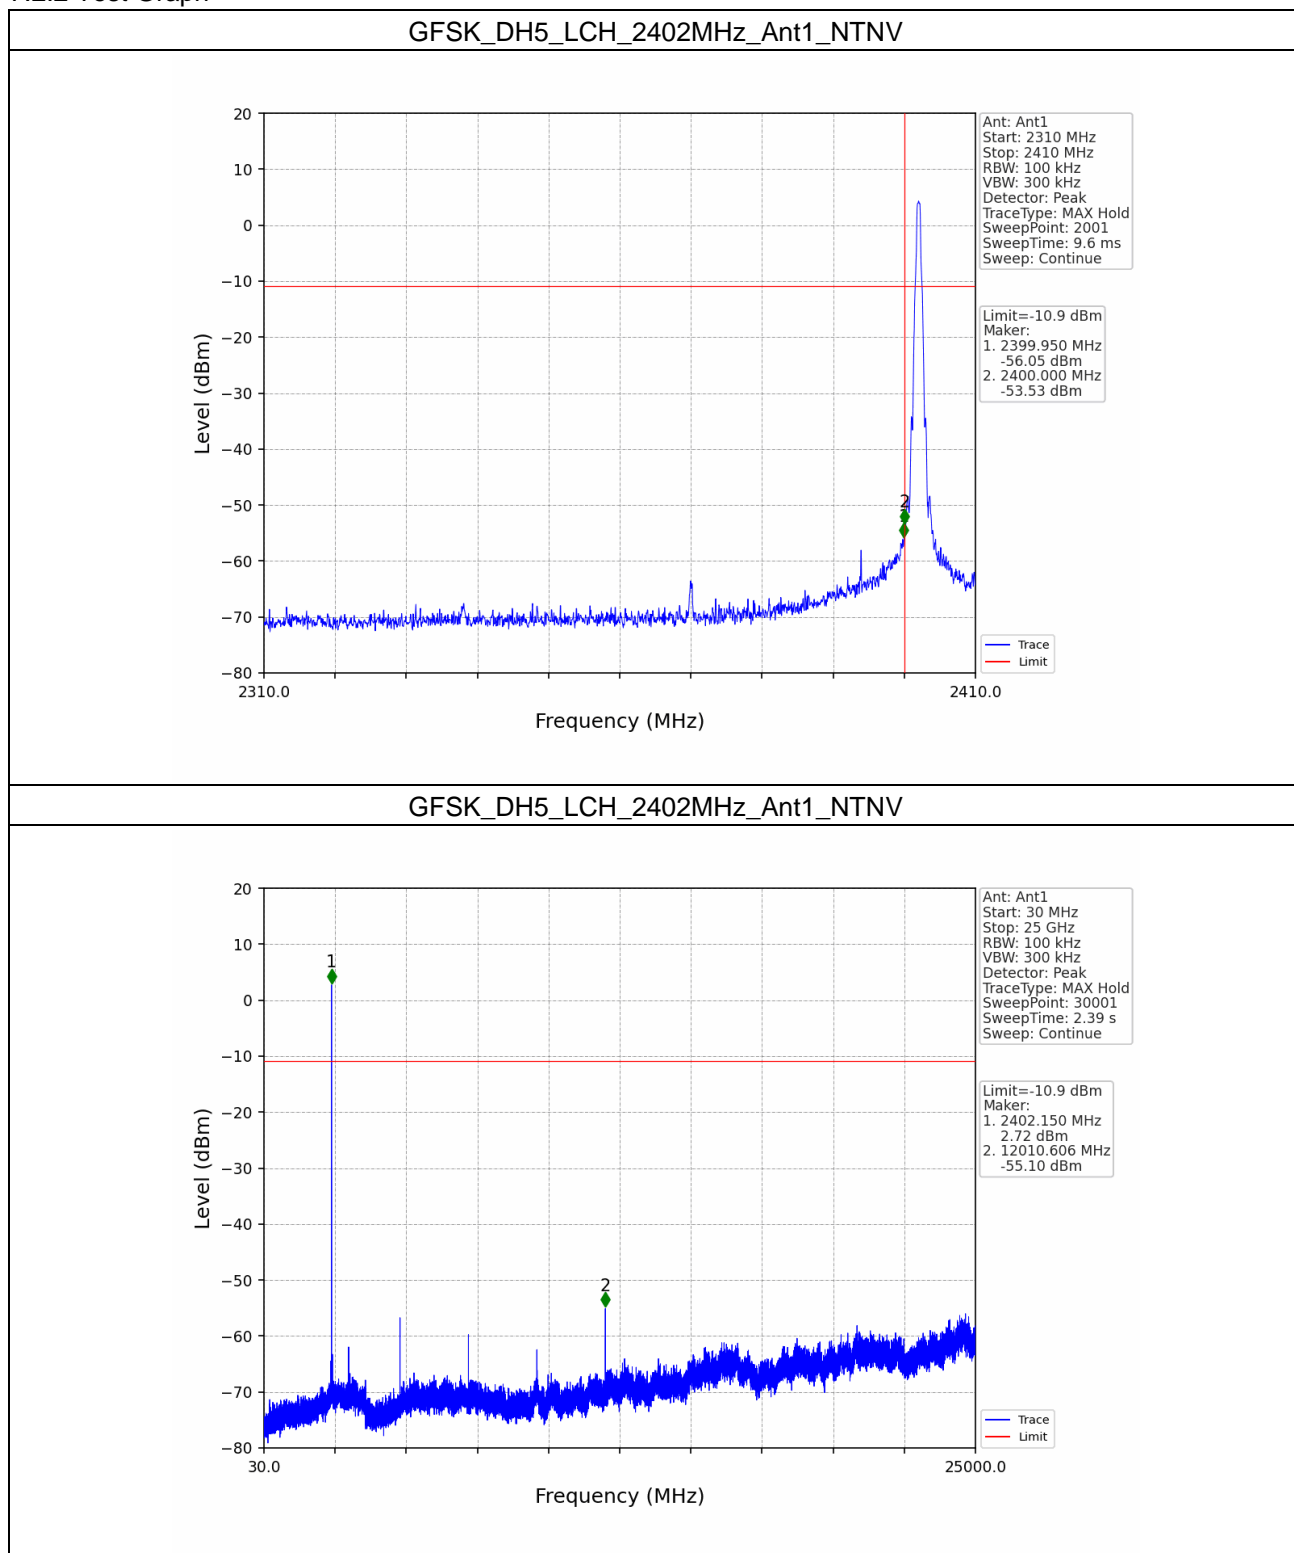 7.2.2 Test Graph
GFSK_DH5_LCH_2402MHz_Ant1_NTNV
20
10
0
−10
−20
−30
−40
−50
−60
−70
−80
Level (dBm)
2310.0
2410.0
Frequency (MHz)
2
Ant: Ant1
Start: 2310 MHz
Stop: 2410 MHz
RBW: 100 kHz
VBW: 300 kHz
Detector: Peak
TraceType: MAX Hold
SweepPoint: 2001
SweepTime: 9.6 ms
Sweep: Continue
Limit=-10.9 dBm
Maker:
1. 2399.950 MHz
-56.05 dBm
2. 2400.000 MHz
-53.53 dBm
Trace
Limit
GFSK_DH5_LCH_2402MHz_Ant1_NTNV
20
10
0
−10
−20
−30
−40
−50
−60
−70
−80
Level (dBm)
30.0
25000.0
Frequency (MHz)
1
2
Ant: Ant1
Start: 30 MHz
Stop: 25 GHz
RBW: 100 kHz
VBW: 300 kHz
Detector: Peak
TraceType: MAX Hold
SweepPoint: 30001
SweepTime: 2.39 s
Sweep: Continue
Limit=-10.9 dBm
Maker:
1. 2402.150 MHz
2.72 dBm
2. 12010.606 MHz
-55.10 dBm
Trace
Limit